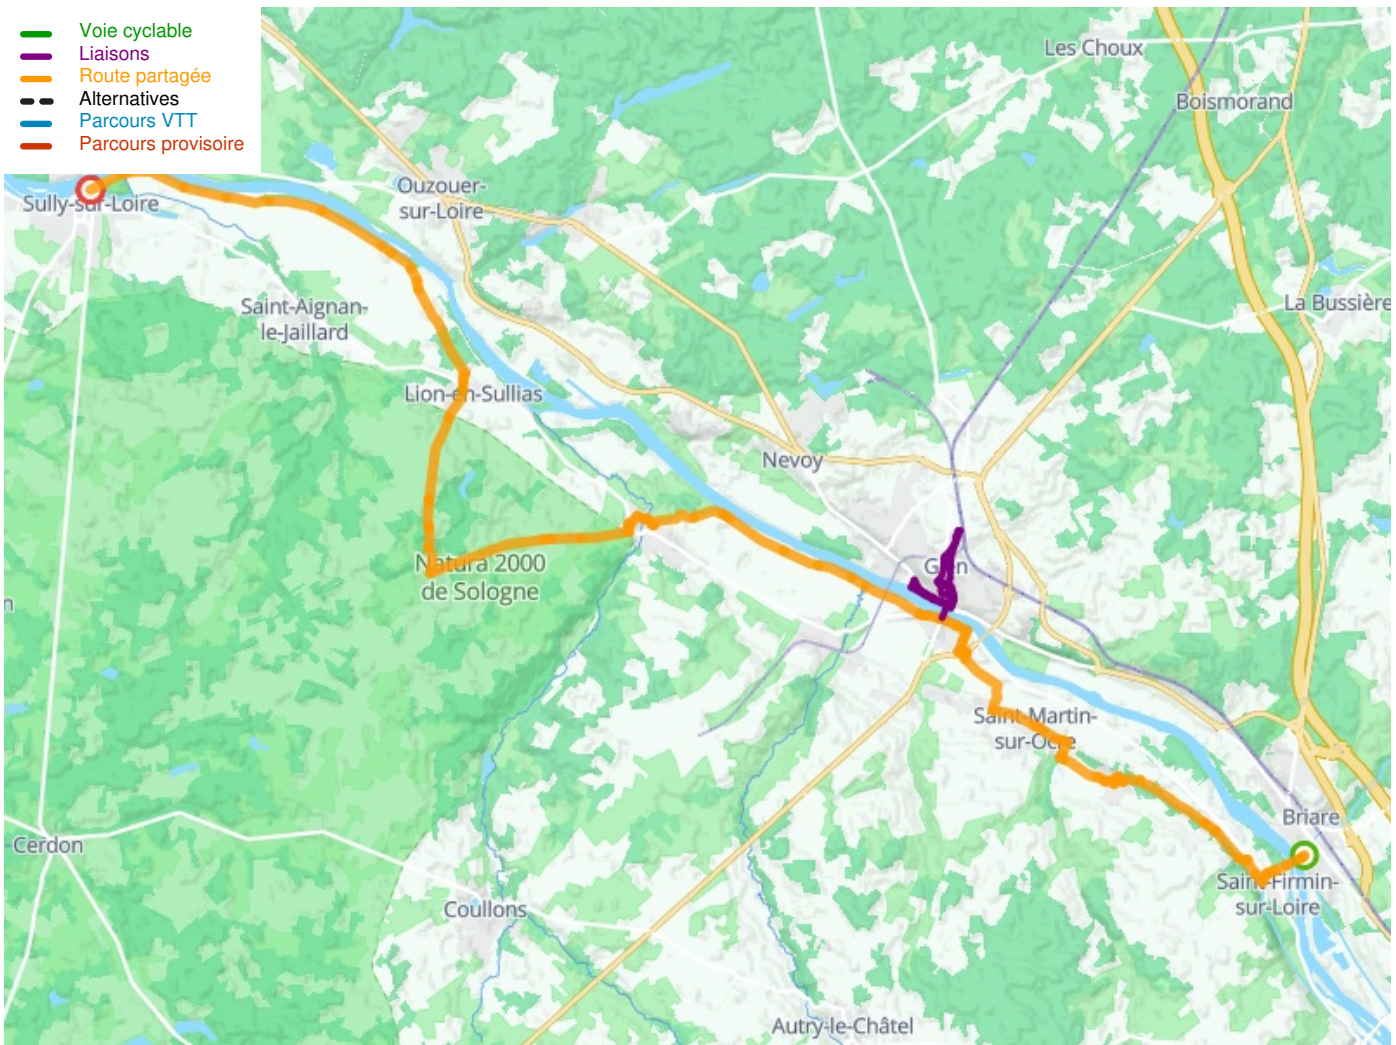 Voie cyclable
Liaisons
Route partagée
Alternatives
Parcours VTT
Parcours provisoire
Les Choux
Boismorand
Ouzouer-
sur-Loire
Sully-sur-Loire
La Bussière
Saint-Aignan-
le-Jaillard
Lion-en-Sullias
Nevoy
Gien
Natura 2000
de Sologne
n
Saint-Martin-
sur-Ocre
Briare
Cerdon
Saint-Firmin-
sur-Loire
Coullons
Autry-le-Châtel